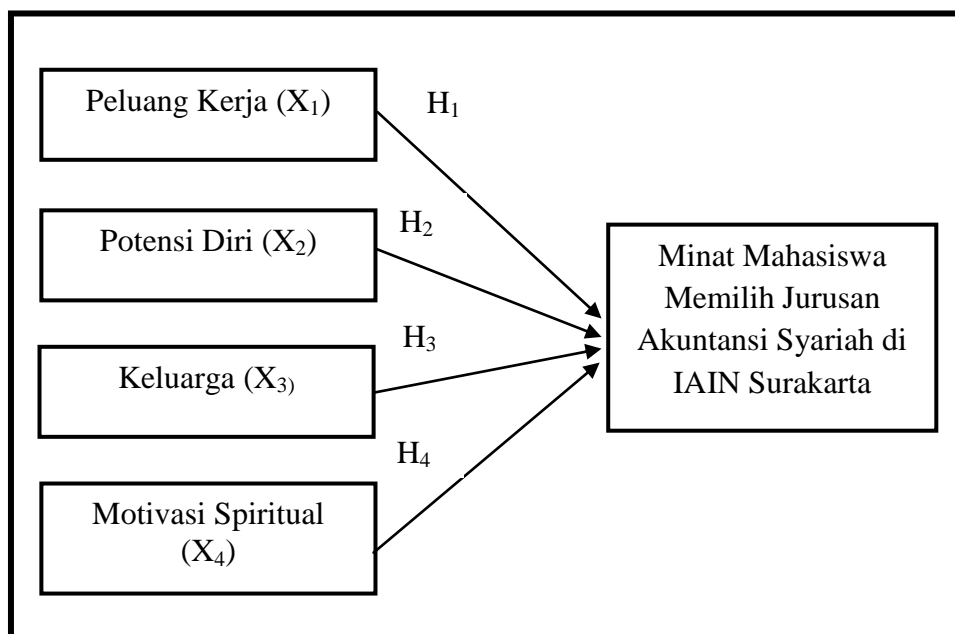 Peluang Kerja (X₁)
H₁
Potensi Diri (X₂)
H₂
Keluarga (X₃)
H₃
Motivasi Spiritual
(X₄)
H₄
Minat Mahasiswa
Memilih Jurusan
Akuntansi Syariah di
IAIN Surakarta